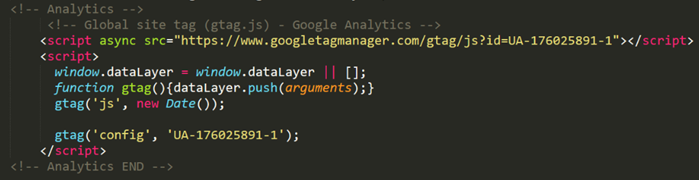 <!-- Analytics -->
<!-- Global site tag (gtag.js) - Google Analytics -->
<script async src="https://www.googletagmanager.com/gtag/js?id=UA-176025891-1"></script>
<script>
window.dataLayer = window.dataLayer || [];
function gtag(){dataLayer.push(arguments);}
gtag('js', new Date());
gtag('config', 'UA-176025891-1');
</script>
<!-- Analytics END -->